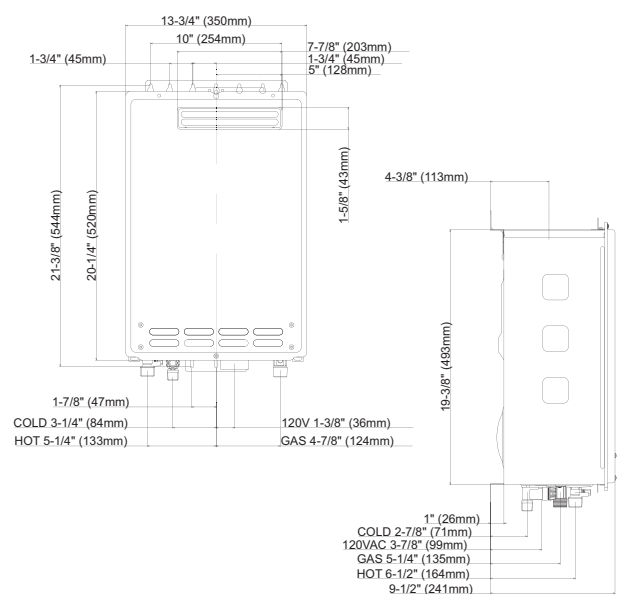 13-3/4" (350mm)
10" (254mm)
7-7/8" (203mm)
1-3/4" (45mm)
1-3/4" (45mm)
5" (128mm)
1-5/8" (43mm)
21-3/8" (544mm)
20-1/4" (520mm)
1-7/8" (47mm)
COLD 3-1/4" (84mm)
120V 1-3/8" (36mm)
HOT 5-1/4" (133mm)
GAS 4-7/8" (124mm)
4-3/8" (113mm)
19-3/8" (493mm)
1" (26mm)
COLD 2-7/8" (71mm)
120VAC 3-7/8" (99mm)
GAS 5-1/4" (135mm)
HOT 6-1/2" (164mm)
9-1/2" (241mm)